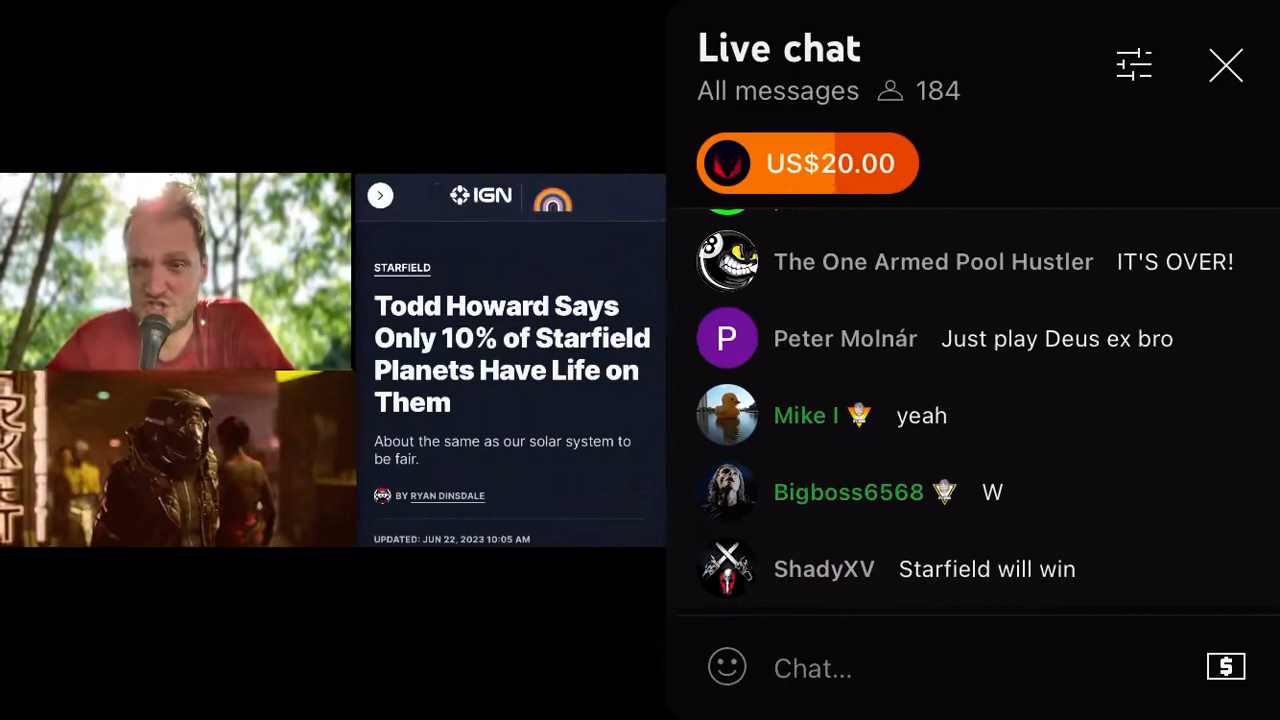 IGN
STARFIELD
Todd Howard Says
Only 10% of Starfield
Planets Have Life on
Them
About the same as our solar system to
be fair.
BY RYAN DINSDALE
UPDATED: JUN 22, 2023 10:05 AM
Live chat
All messages 184
US$20.00
The One Armed Pool Hustler IT'S OVER!
P Peter Molnár Just play Deus ex bro
Mike I yeah
Bigboss6568 W
ShadyXV Starfield will win
Chat...